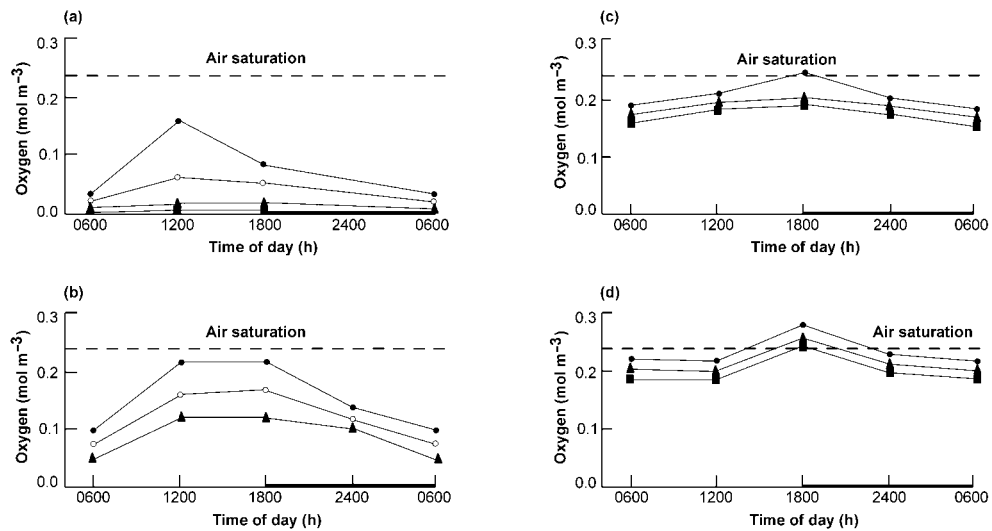 (a)
0.3
0.2
0.1
0.0
Oxygen (mol m⁻³)
Air saturation
0600 1200 1800 2400 0600
Time of day (h)
(b)
0.3
0.2
0.1
0.0
Oxygen (mol m⁻³)
Air saturation
0600 1200 1800 2400 0600
Time of day (h)
(c)
0.3
0.2
0.1
0.0
Oxygen (mol m⁻³)
Air saturation
0600 1200 1800 2400 0600
Time of day (h)
(d)
0.3
0.2
0.1
0.0
Oxygen (mol m⁻³)
Air saturation
0600 1200 1800 2400 0600
Time of day (h)